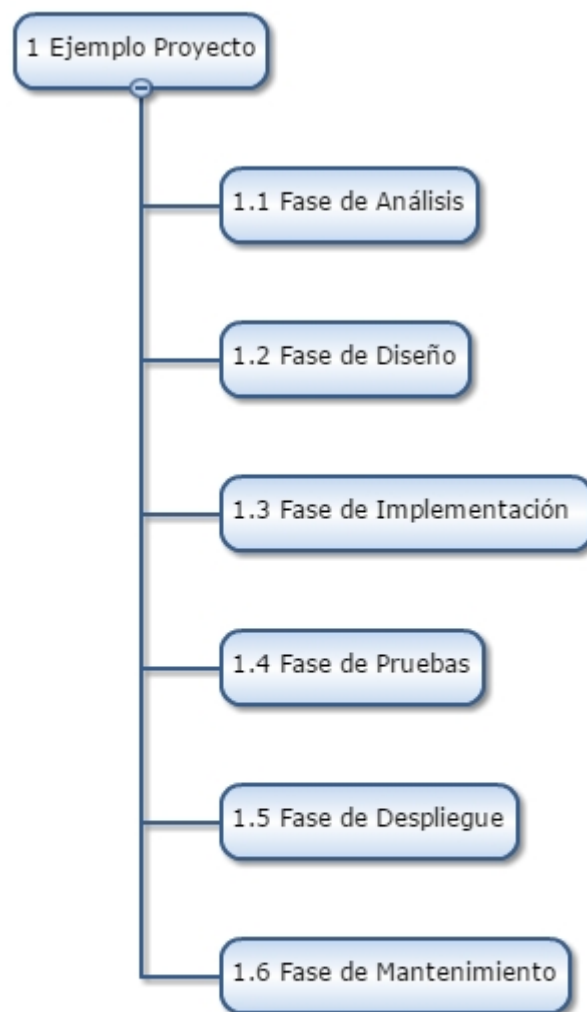 1 Ejemplo Proyecto
1.1 Fase de Análisis
1.2 Fase de Diseño
1.3 Fase de Implementación
1.4 Fase de Pruebas
1.5 Fase de Despliegue
1.6 Fase de Mantenimiento